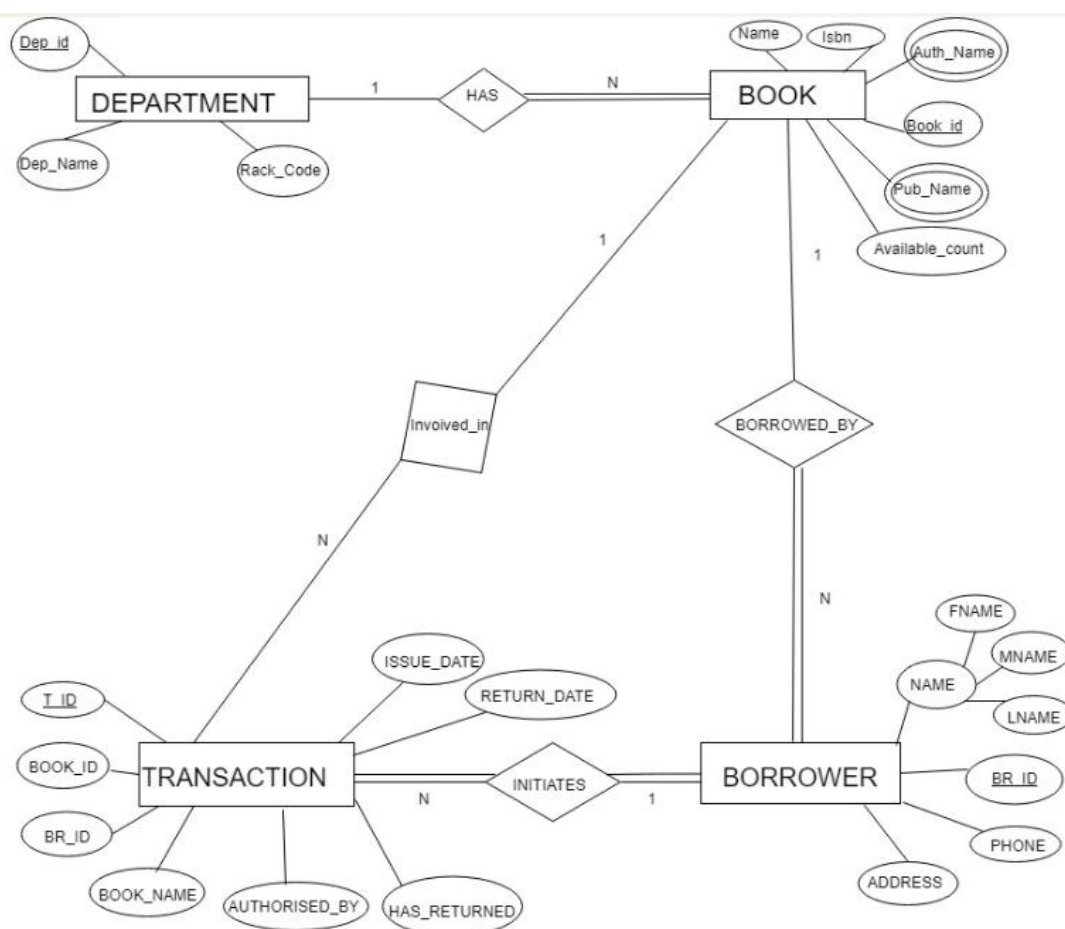 Dep_id
DEPARTMENT
Dep_Name
Rack_Code
1
HAS
N
Name
Isbn
Auth_Name
BOOK
Book_id
Pub_Name
Available_count
1
1
Invoived_in
BORROWED_BY
N
N
FNAME
MNAME
NAME
LNAME
ISSUE_DATE
RETURN_DATE
T_ID
BOOK_ID
TRANSACTION
BR_ID
BOOK_NAME
AUTHORISED_BY
HAS_RETURNED
N
INITIATES
1
BORROWER
BR_ID
PHONE
ADDRESS